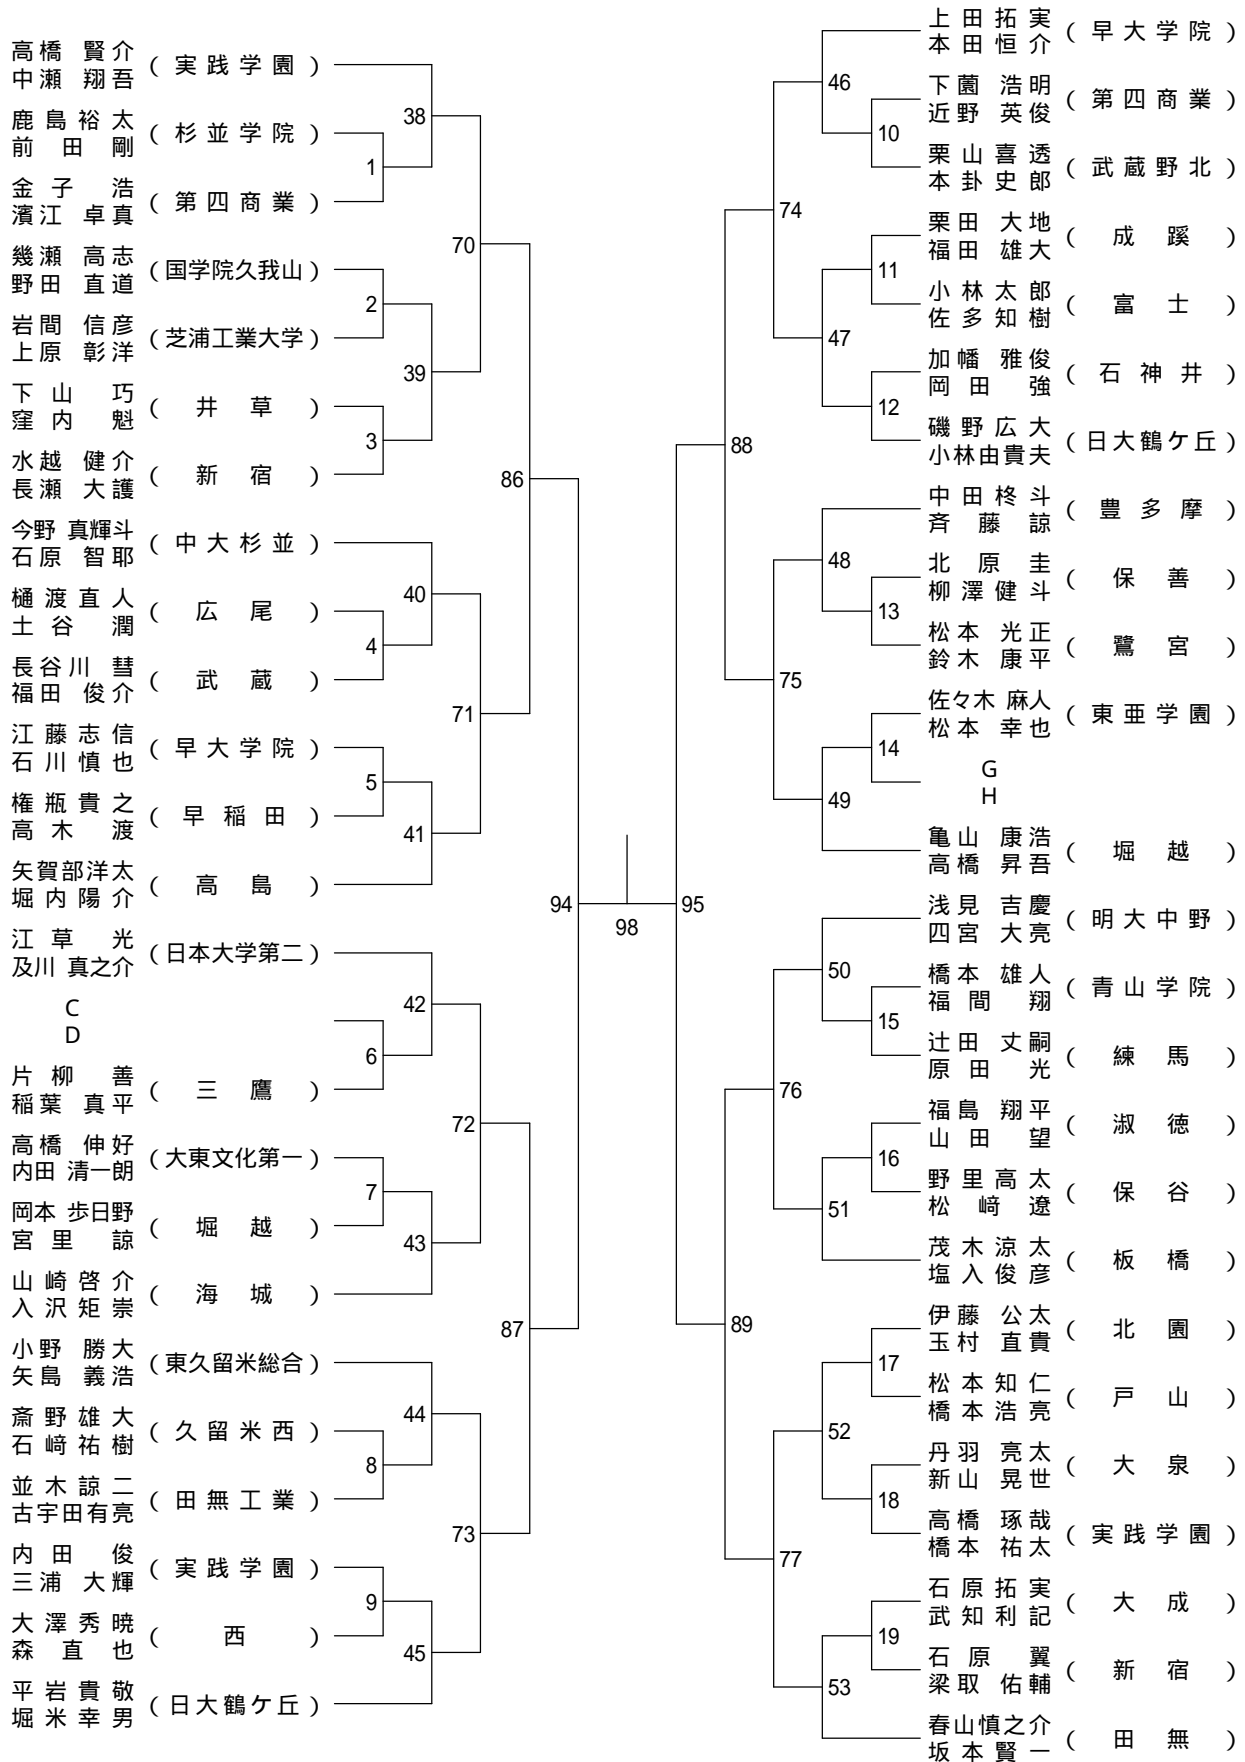 高橋 賢介
中瀬 翔吾
(実践学園)
鹿島裕太
前田 剛
(杉並学院)
金子 浩
濱江 卓真
(第四商業)
幾瀬 高志
野田 直道
(国学院久我山)
岩間 信彦
上原 彰洋
(芝浦工業大学)
下山 巧
窪内 魁
(井草)
水越 健介
長瀬 大護
(新宿)
今野 真輝斗
石原 智耶
(中大杉並)
樋渡直人
土谷 潤
(広尾)
長谷川 彗
福田 俊介
(武蔵)
江藤志信
石川慎也
(早大学院)
権瓶貴之
高木 渡
(早稲田)
矢賀部洋太
堀内陽介
(高島)
江草 光
及川 真之介
(日本大学第二)
C
D
片柳 善
稲葉 真平
(三鷹)
高橋 伸好
内田 清一朗
(大東文化第一)
岡本 歩日野
宮里 諒
(堀越)
山崎啓介
入沢矩崇
(海城)
小野 勝大
矢島 義浩
(東久留米総合)
斎野雄大
石﨑祐樹
(久留米西)
並木諒二
古宇田有亮
(田無工業)
内田 俊
三浦 大輝
(実践学園)
大澤秀暁
森 直也
(西)
平岩貴敬
堀米幸男
(日大鶴ケ丘)
38
1
70
2
39
3
86
40
4
71
5
41
94
42
6
72
7
43
87
44
8
73
9
45
98
95
46
10
74
11
47
12
88
48
13
75
14
49
50
15
76
16
51
89
17
52
18
77
19
53
上田拓実
本田恒介
(早大学院)
下薗 浩明
近野 英俊
(第四商業)
栗山喜透
本卦史郎
(武蔵野北)
栗田 大地
福田 雄大
(成蹊)
小林太郎
佐多知樹
(富士)
加幡 雅俊
岡田 強
(石神井)
磯野広大
小林由貴夫
(日大鶴ケ丘)
中田柊斗
斉藤 諒
(豊多摩)
北原 圭
柳澤健斗
(保善)
松本 光正
鈴木 康平
(鷺宮)
佐々木 麻人
松本 幸也
(東亜学園)
G
H
亀山 康浩
高橋 昇吾
(堀越)
浅見 吉慶
四宮 大亮
(明大中野)
橋本 雄人
福間 翔
(青山学院)
辻田 丈嗣
原田 光
(練馬)
福島 翔平
山田 望
(淑徳)
野里高太
松﨑 遼
(保谷)
茂木涼太
塩入俊彦
(板橋)
伊藤 公太
玉村 直貴
(北園)
松本知仁
橋本浩亮
(戸山)
丹羽 亮太
新山 晃世
(大泉)
高橋 琢哉
橋本 祐太
(実践学園)
石原拓実
武知利記
(大成)
石原 翼
梁取 佑輔
(新宿)
春山慎之介
坂本賢一
(田無)